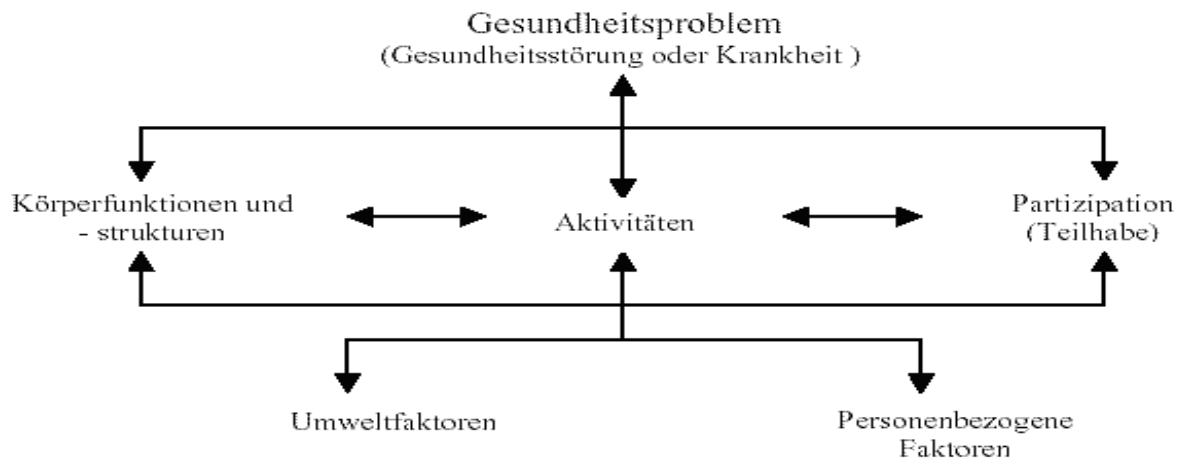 Gesundheitsproblem
(Gesundheitsstörung oder Krankheit )
Körperfunktionen und
- strukturen
Aktivitäten
Partizipation
(Teilhabe)
Umweltfaktoren
Personenbezogene
Faktoren